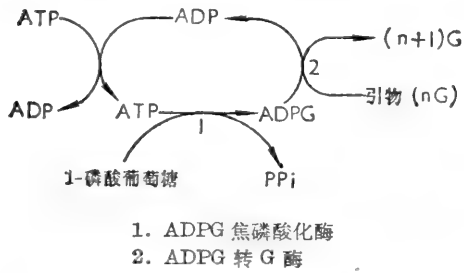 ATP ADP (n+1)G
2
引物 (nG)
ADP ATP ADPG
1
1-磷酸葡萄糖 PPi
1. ADPG 焦磷酸化酶
2. ADPG 转 G 酶